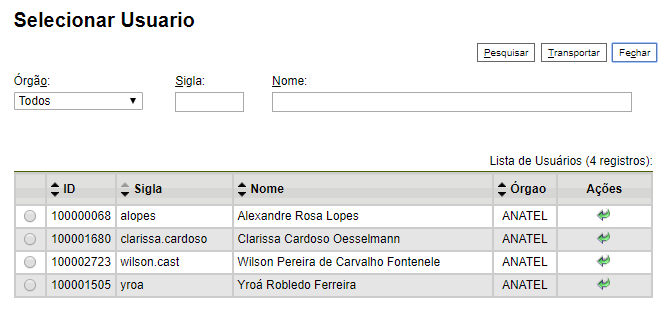 Selecionar Usuario
Pesquisar Transportar Fechar
Órgão: Sigla: Nome:
Todos
Lista de Usuários (4 registros):
ID Sigla Nome Órgao Ações
100000068 alopes Alexandre Rosa Lopes ANATEL
100001680 clarissa.cardoso Clarissa Cardoso Oesselmann ANATEL
100002723 wilson.cast Wilson Pereira de Carvalho Fontenele ANATEL
100001505 yroa Yroá Robledo Ferreira ANATEL